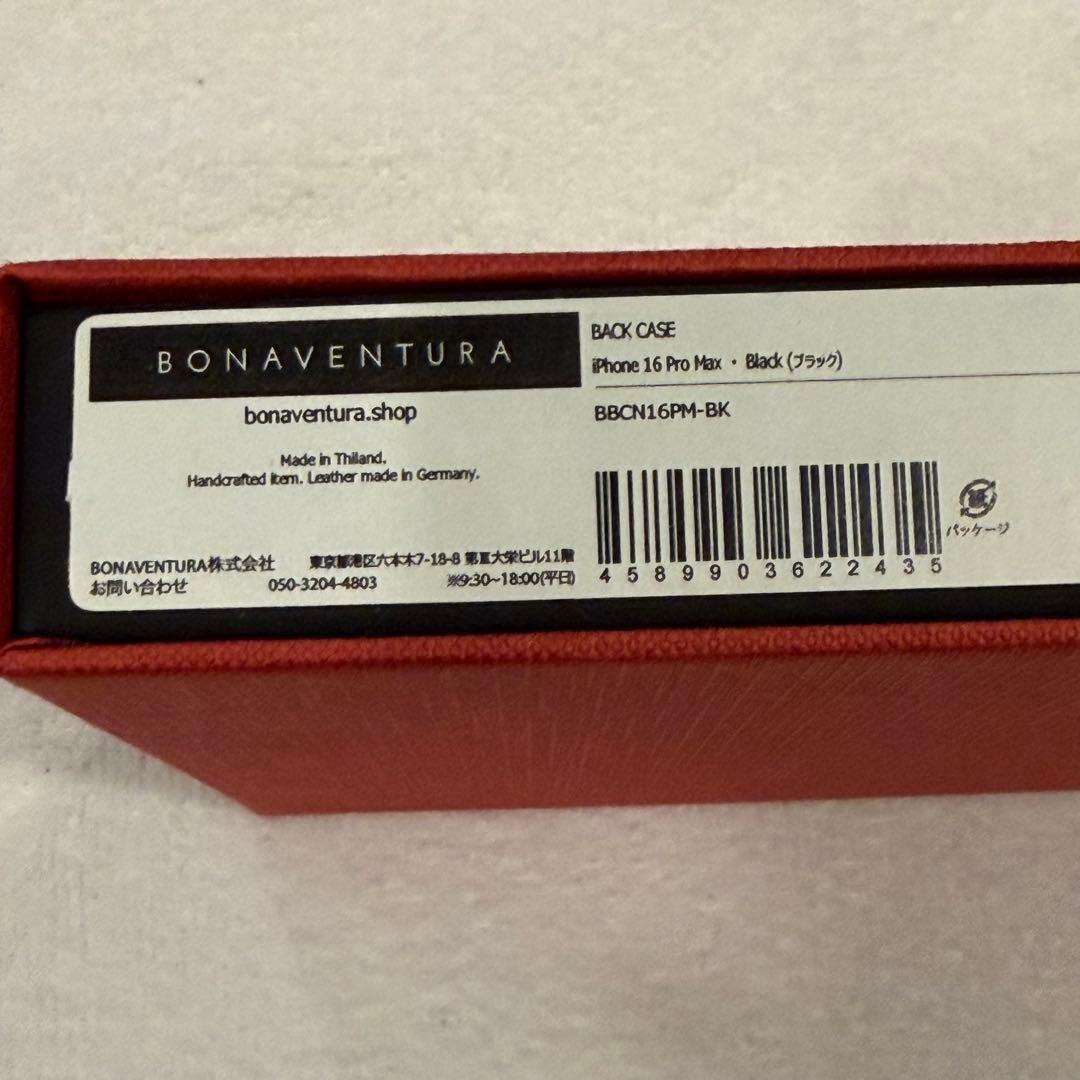 BONAVENTURA
bonaventura.shop
Made in Thiland.
Handcrafted item. Leather made in Germany.
BONAVENTURA株式会社 東京都港区六本木7-18-8 第Ⅱ大栄ビル11階
お問い合わせ 050-3204-4803 ※9:30~18:00(平日)
BACK CASE
iPhone 16 Pro Max ・ Black (ブラック)
BBCN16PM-BK
4589903622435
パッケージ